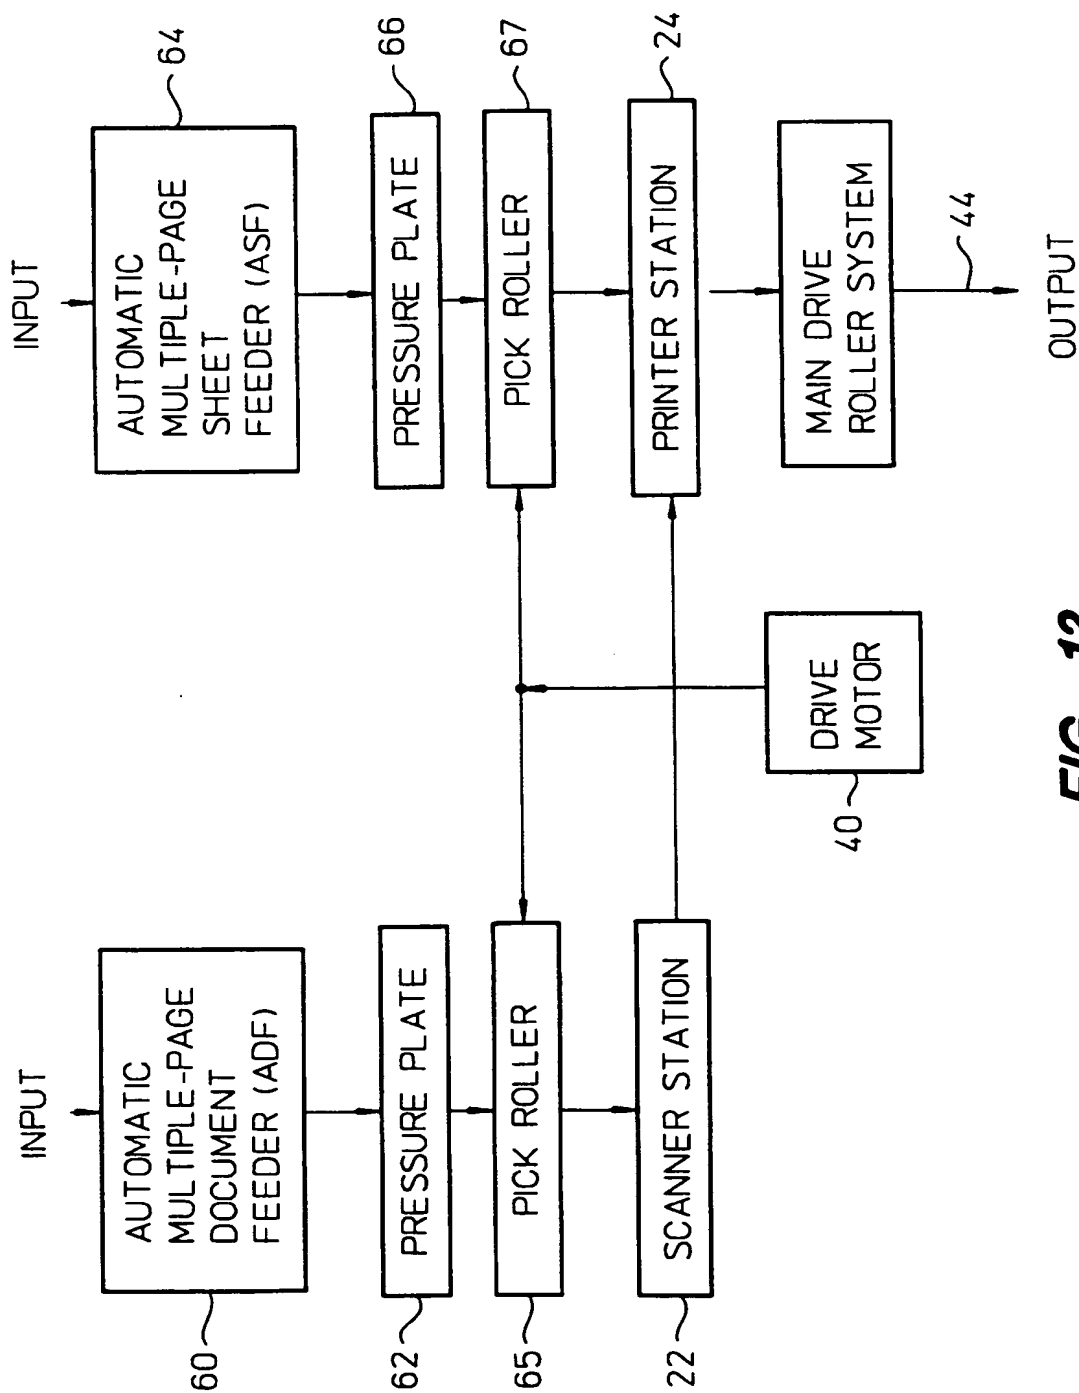 INPUT
AUTOMATIC
MULTIPLE-PAGE
DOCUMENT
FEEDER (ADF)
60
PRESSURE PLATE
62
PICK ROLLER
65
SCANNER STATION
22
INPUT
AUTOMATIC
MULTIPLE-PAGE
SHEET
FEEDER (ASF)
64
PRESSURE PLATE
66
PICK ROLLER
67
PRINTER STATION
24
DRIVE
MOTOR
40
MAIN DRIVE
ROLLER SYSTEM
44
OUTPUT